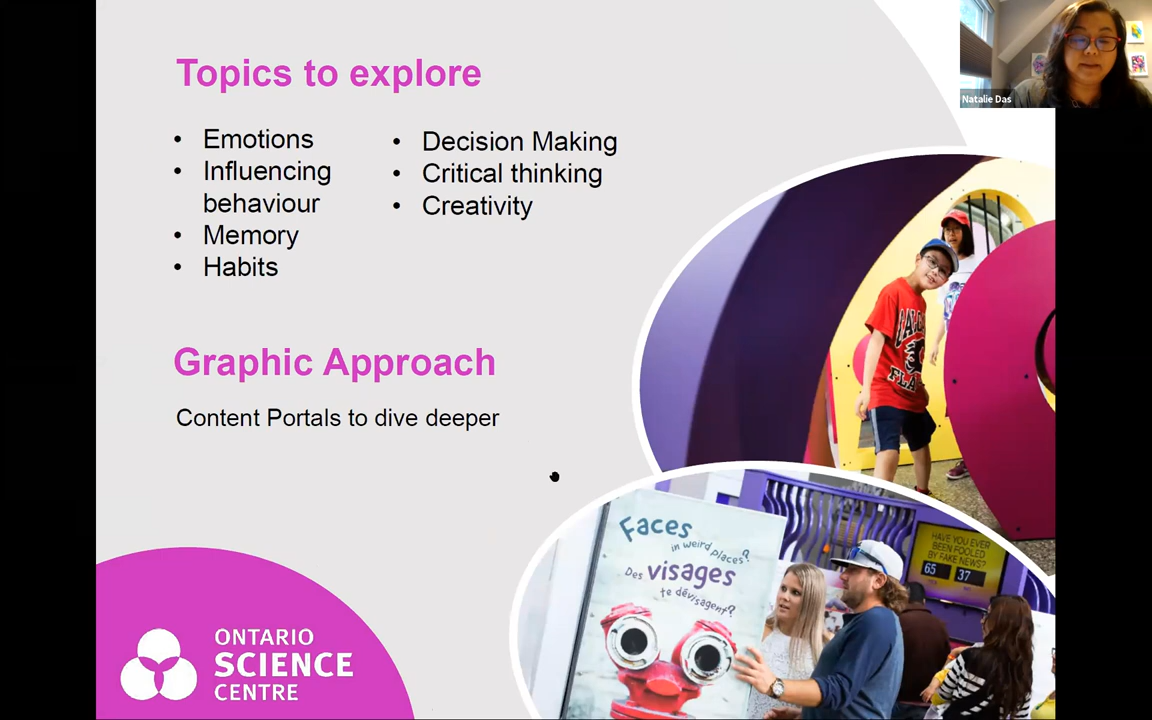 Topics to explore
• Emotions
• Influencing
behaviour
• Memory
• Habits
• Decision Making
• Critical thinking
• Creativity
Graphic Approach
Content Portals to dive deeper
ONTARIO
SCIENCE
CENTRE
Natalie Das
Faces
in weird places?
Des visages
te dévisagent?
HAVE YOU EVER
BEEN FOOLED
BY FAKE NEWS?
65 37